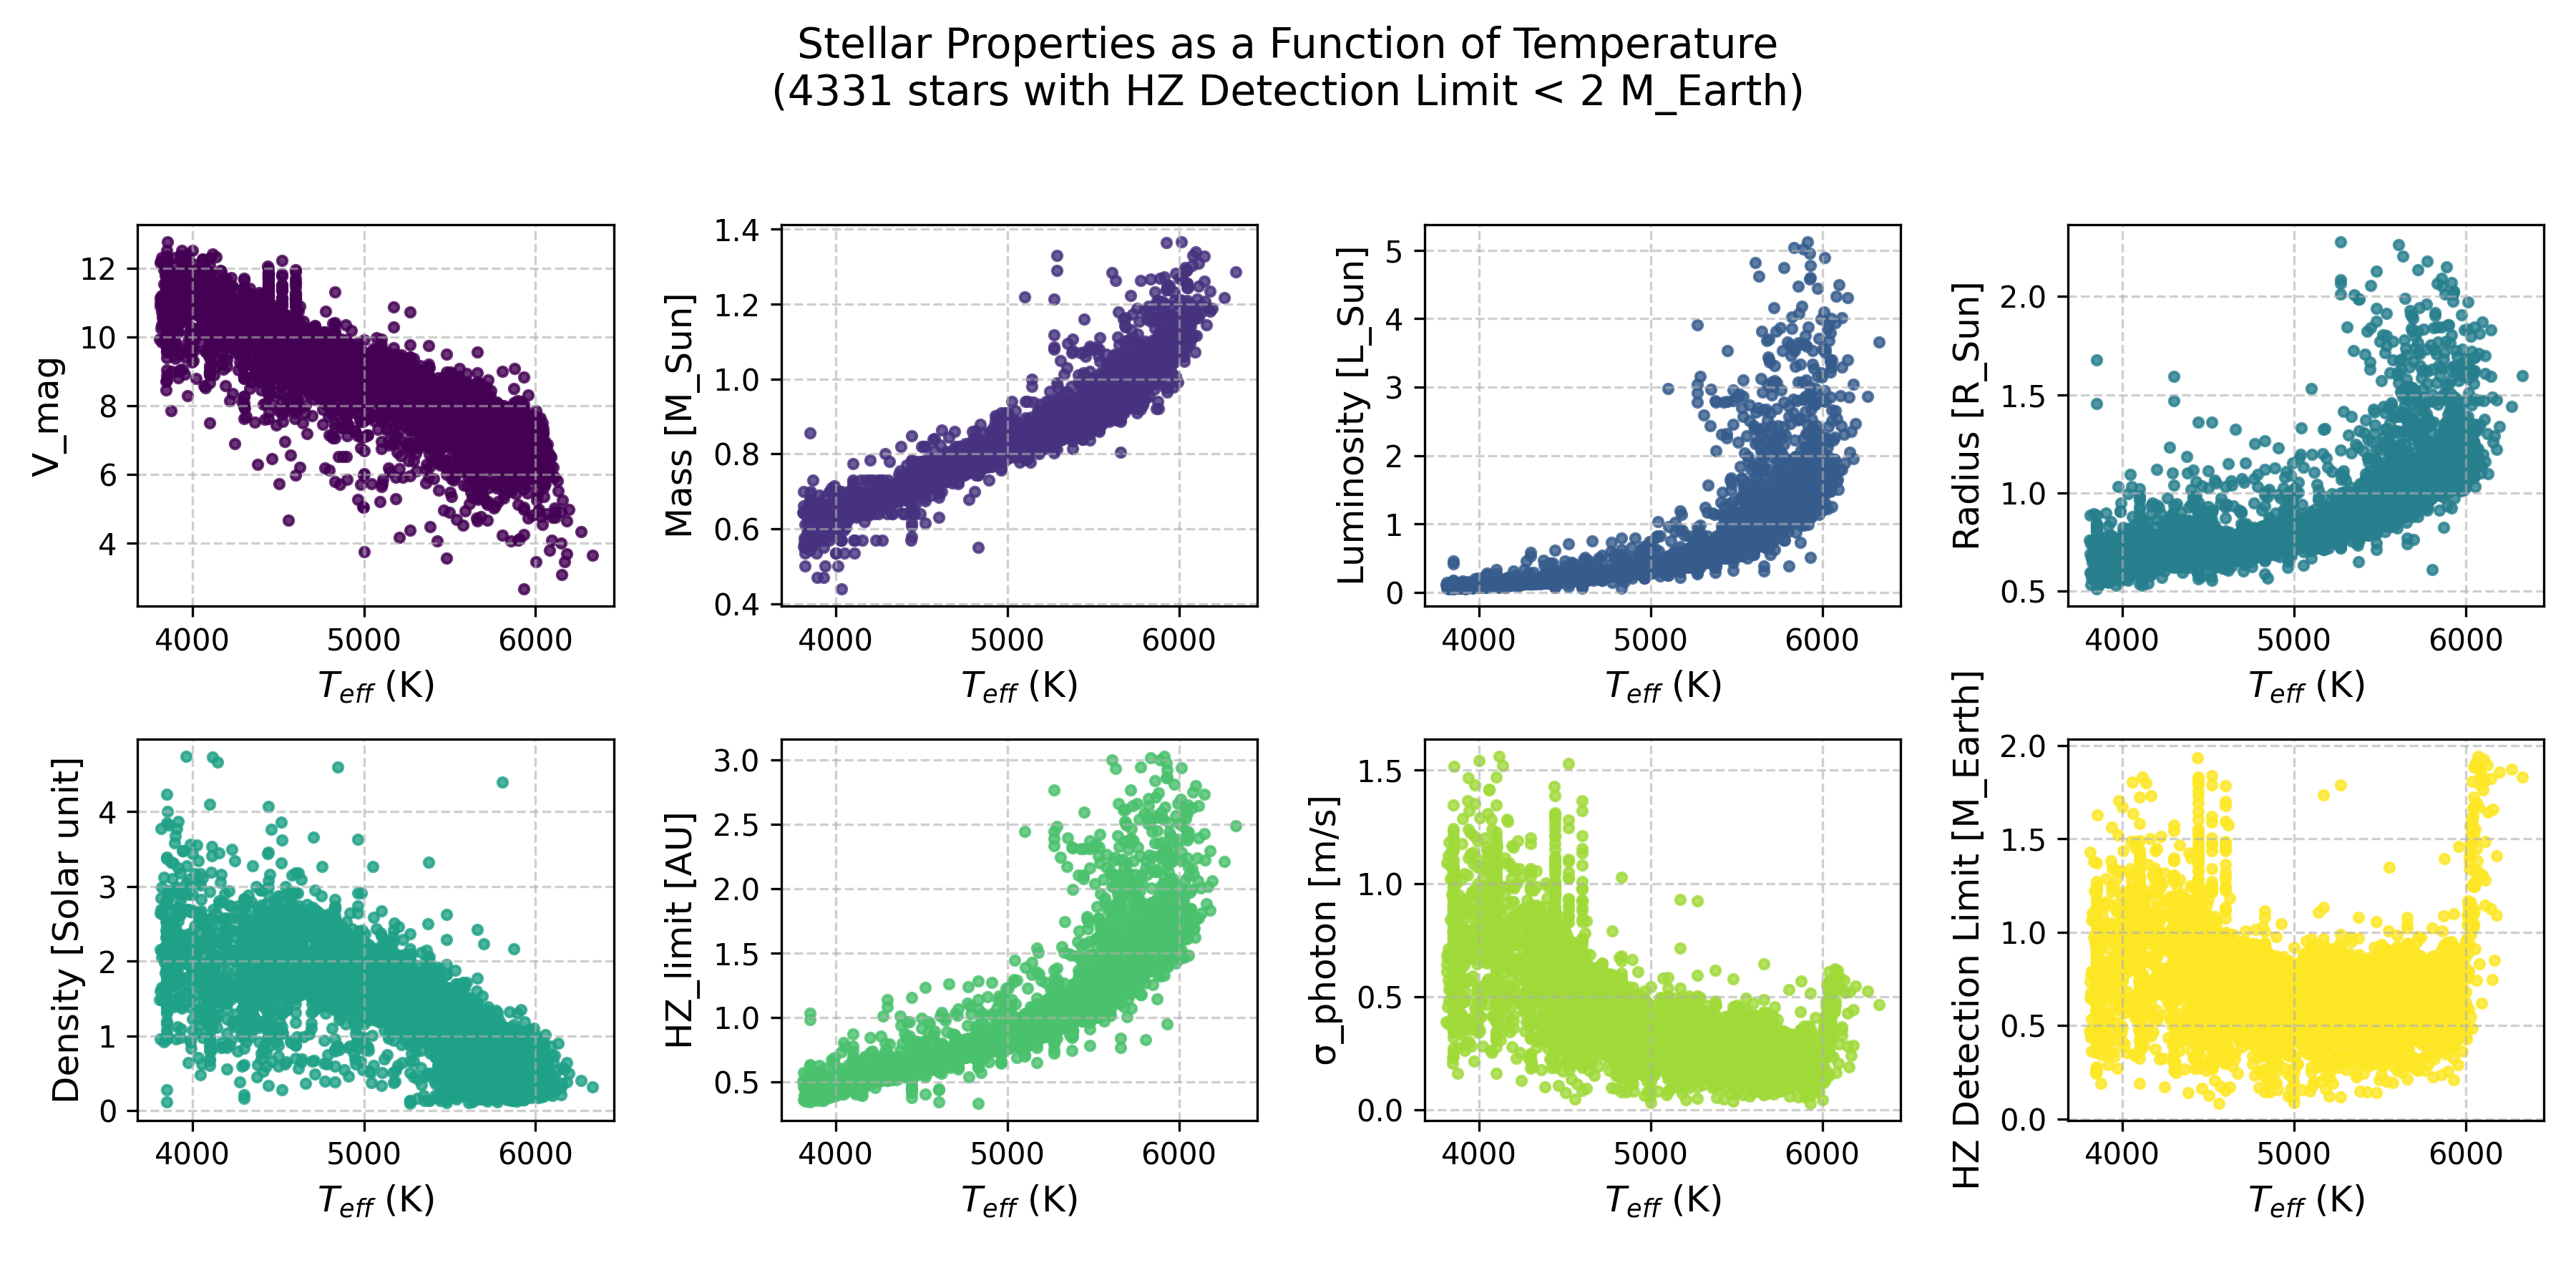 Stellar Properties as a Function of Temperature
(4331 stars with HZ Detection Limit < 2 M_Earth)
V_mag
12
10
8
6
4
4000 5000 6000
T_eff (K)
Mass [M_Sun]
1.4
1.2
1.0
0.8
0.6
0.4
4000 5000 6000
T_eff (K)
Luminosity [L_Sun]
5
4
3
2
1
0
4000 5000 6000
T_eff (K)
Radius [R_Sun]
2.0
1.5
1.0
0.5
4000 5000 6000
T_eff (K)
Density [Solar unit]
4
3
2
1
0
4000 5000 6000
T_eff (K)
HZ_limit [AU]
3.0
2.5
2.0
1.5
1.0
0.5
4000 5000 6000
T_eff (K)
σ_photon [m/s]
1.5
1.0
0.5
0.0
4000 5000 6000
T_eff (K)
HZ Detection Limit [M_Earth]
2.0
1.5
1.0
0.5
0.0
4000 5000 6000
T_eff (K)